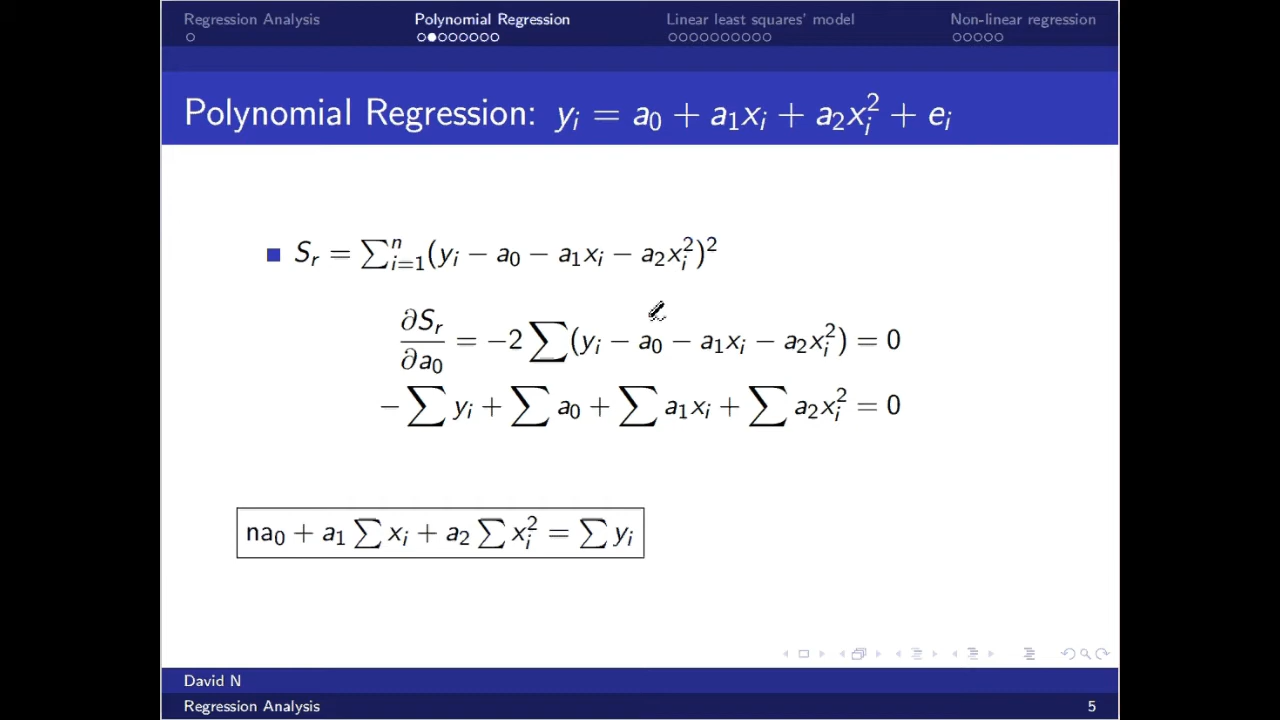 Regression Analysis Polynomial Regression Linear least squares' model Non-linear regression
Polynomial Regression: yᵢ = a₀ + a₁xᵢ + a₂xᵢ² + eᵢ
Sᵣ = ∑ⁿᵢ₌₁(yᵢ − a₀ − a₁xᵢ − a₂xᵢ²)²
∂Sᵣ/∂a₀ = −2 ∑(yᵢ − a₀ − a₁xᵢ − a₂xᵢ²) = 0
− ∑ yᵢ + ∑ a₀ + ∑ a₁xᵢ + ∑ a₂xᵢ² = 0
na₀ + a₁ ∑ xᵢ + a₂ ∑ xᵢ² = ∑ yᵢ
David N
Regression Analysis 5